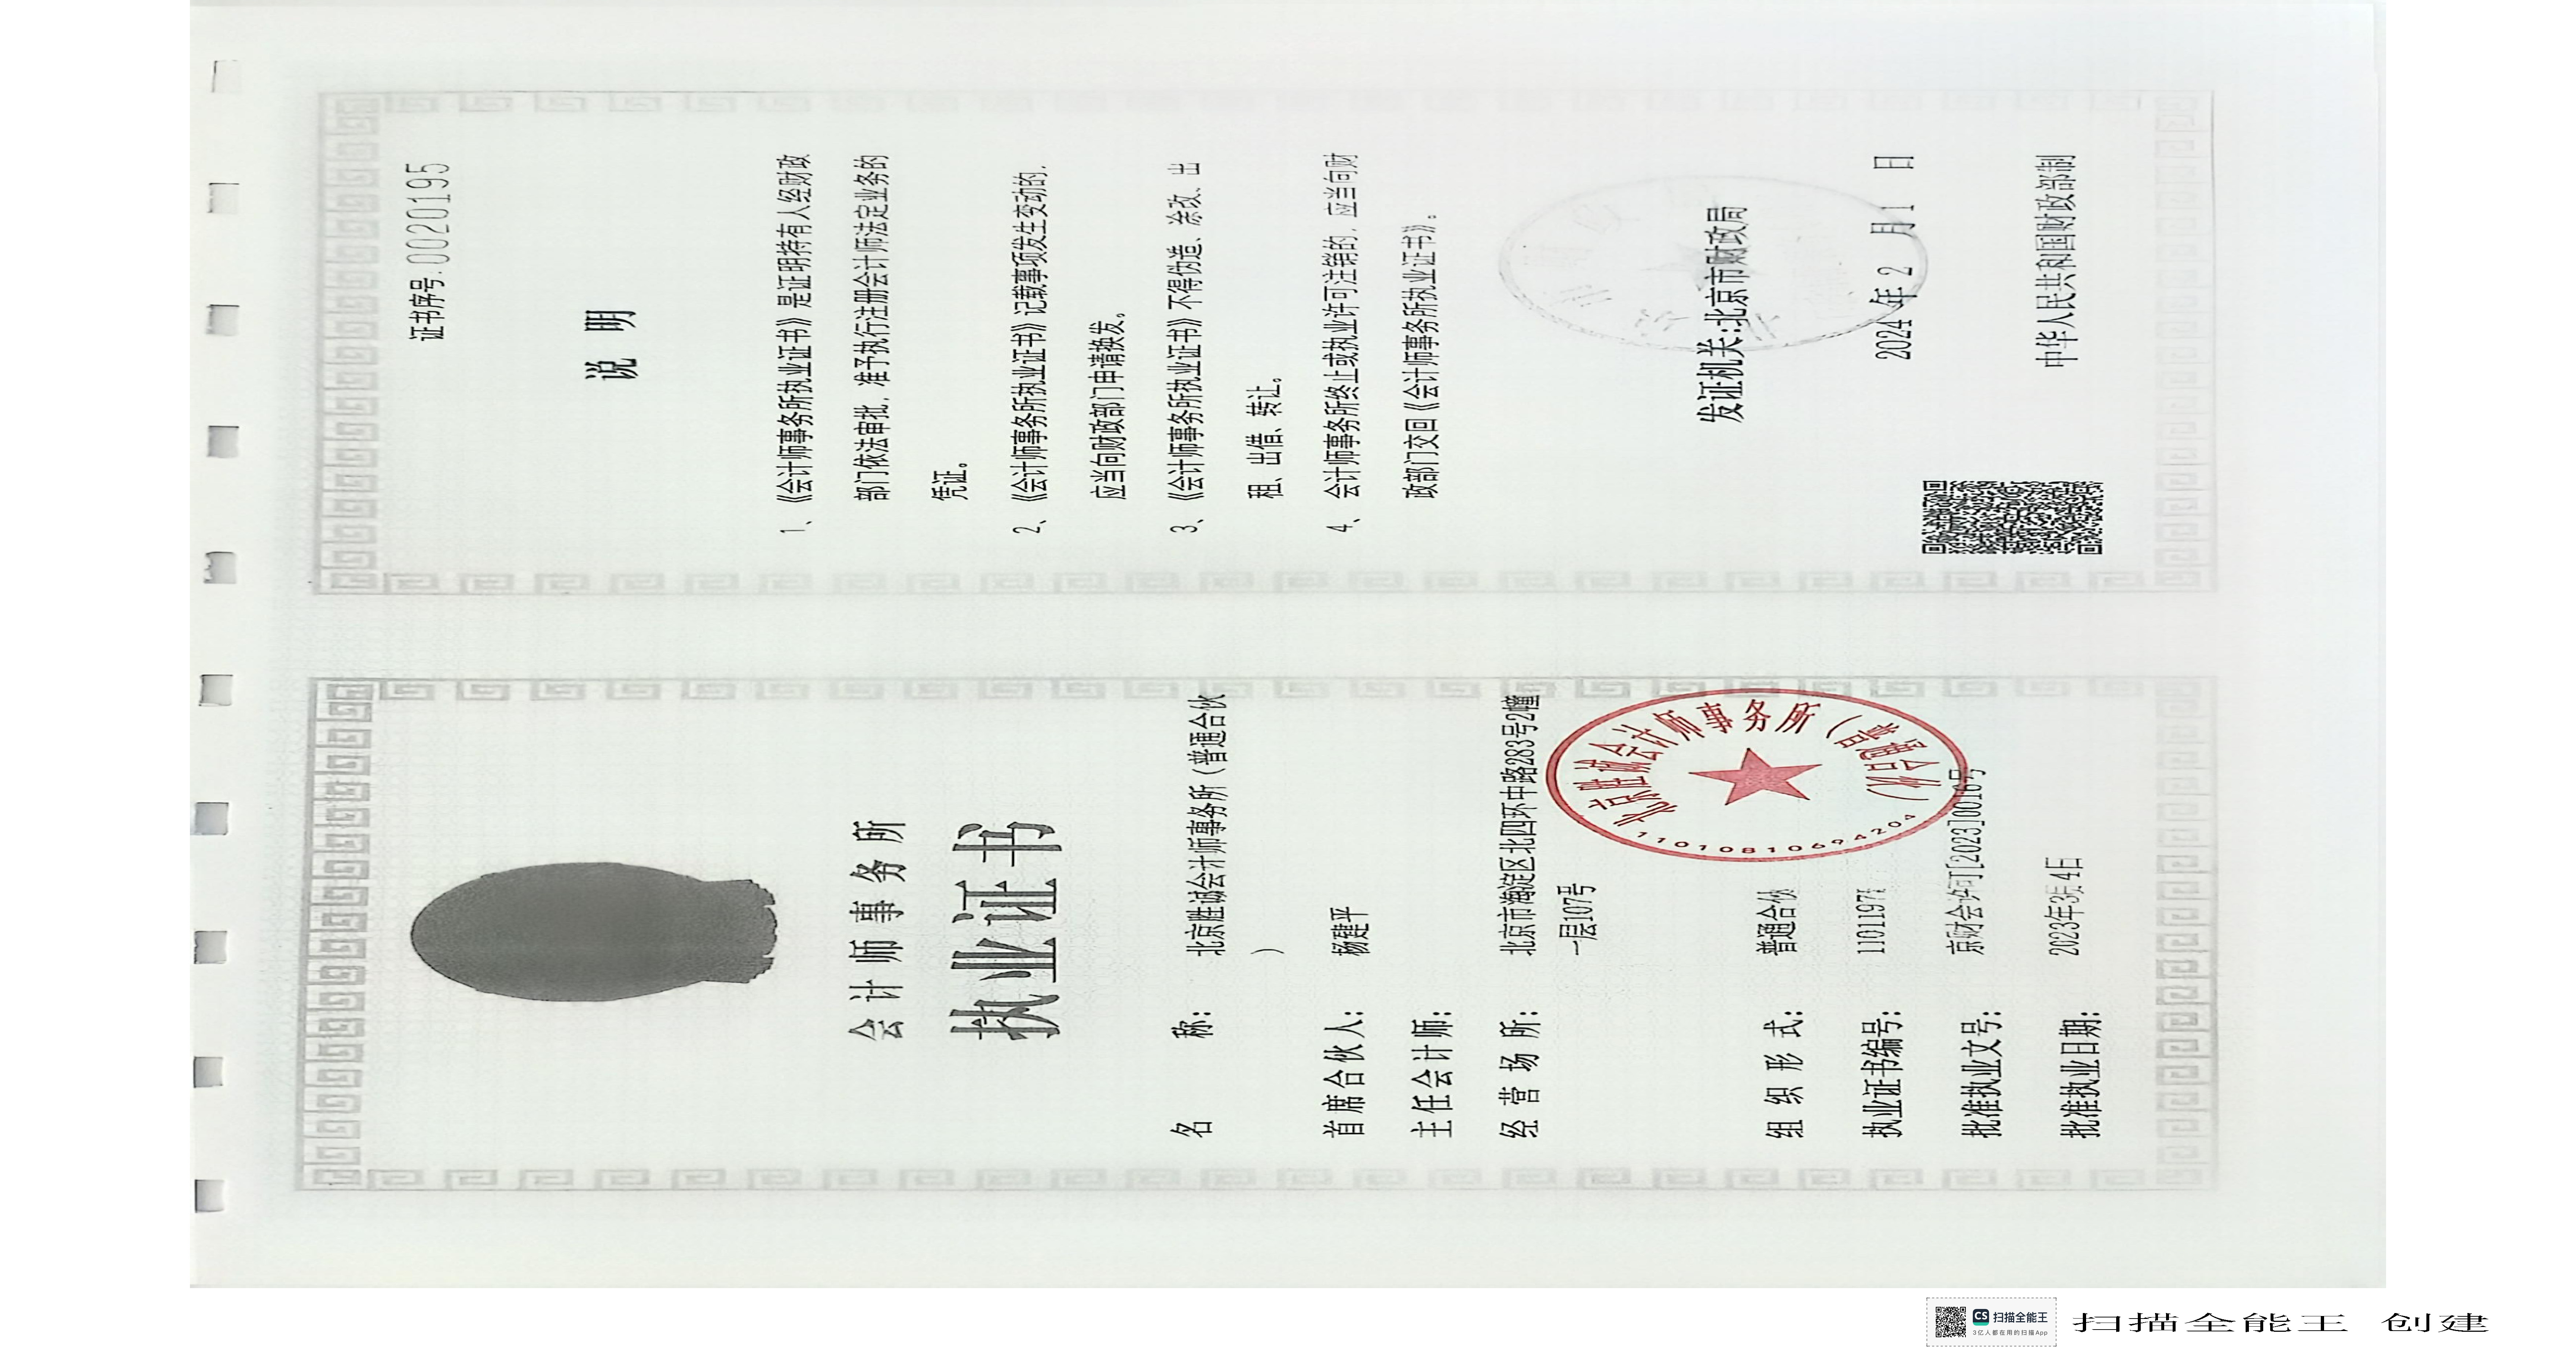 会计师事务所
执业证书
名称：北京胜诚会计师事务所（普通合伙
）
首席合伙人：杨建平
主任会计师：
经营场所：北京市海淀区北四环中路283号2幢
一层107号
组织形式：普通合伙
执业证书编号：1101197
批准执业文号：京财会许可[2023]0016号
批准执业日期：
北京胜诚会计师事务所（普通合伙）
11010810694204
证书序号：0020195
说明
1、《会计师事务所执业证书》是证明持有人经财政
部门依法审批，准予执行注册会计师法定业务的
凭证。
2、《会计师事务所执业证书》记载事项发生变动的，
应当向财政部门申请换发。
3、《会计师事务所执业证书》不得伪造、涂改、出
租、出借、转让。
4、会计师事务所终止或执业许可注销的，应当向财
政部门交回《会计师事务所执业证书》。
发证机关：北京市财政局
2024年2月1日
中华人民共和国财政部制
CS 扫描全能王
3亿人都在用的扫描App
扫描全能王 创建